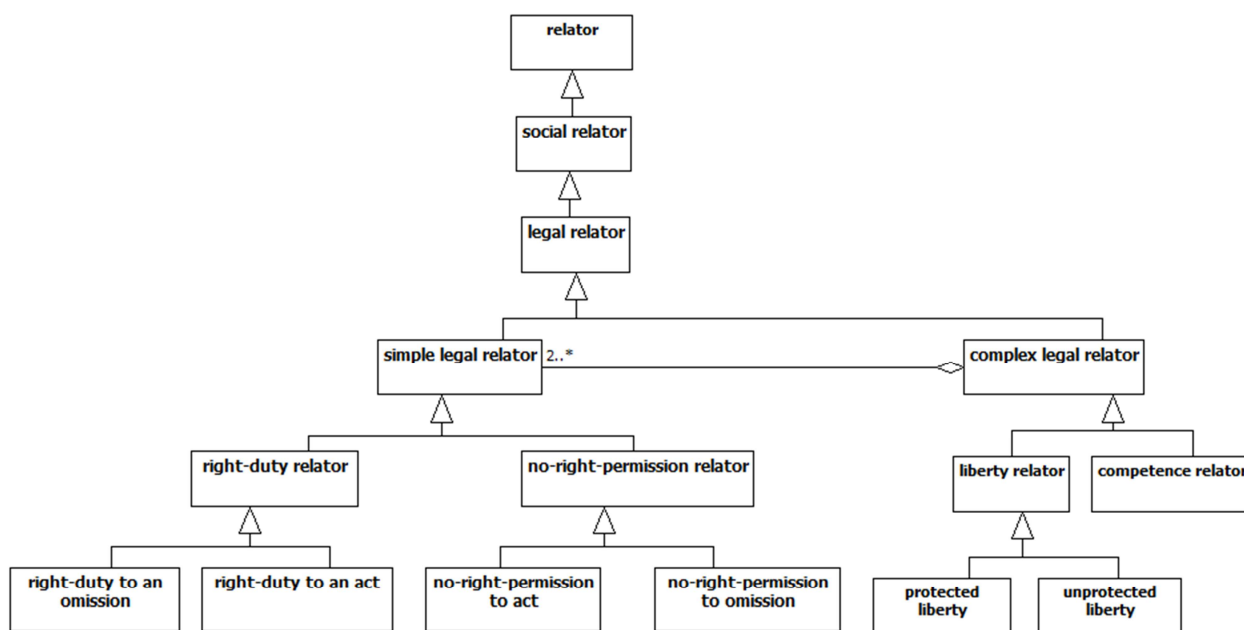 relator
social relator
legal relator
simple legal relator
2..*
complex legal relator
right-duty relator
no-right-permission relator
liberty relator
competence relator
right-duty to an
omission
right-duty to an act
no-right-permission
to act
no-right-permission
to omission
protected
liberty
unprotected
liberty